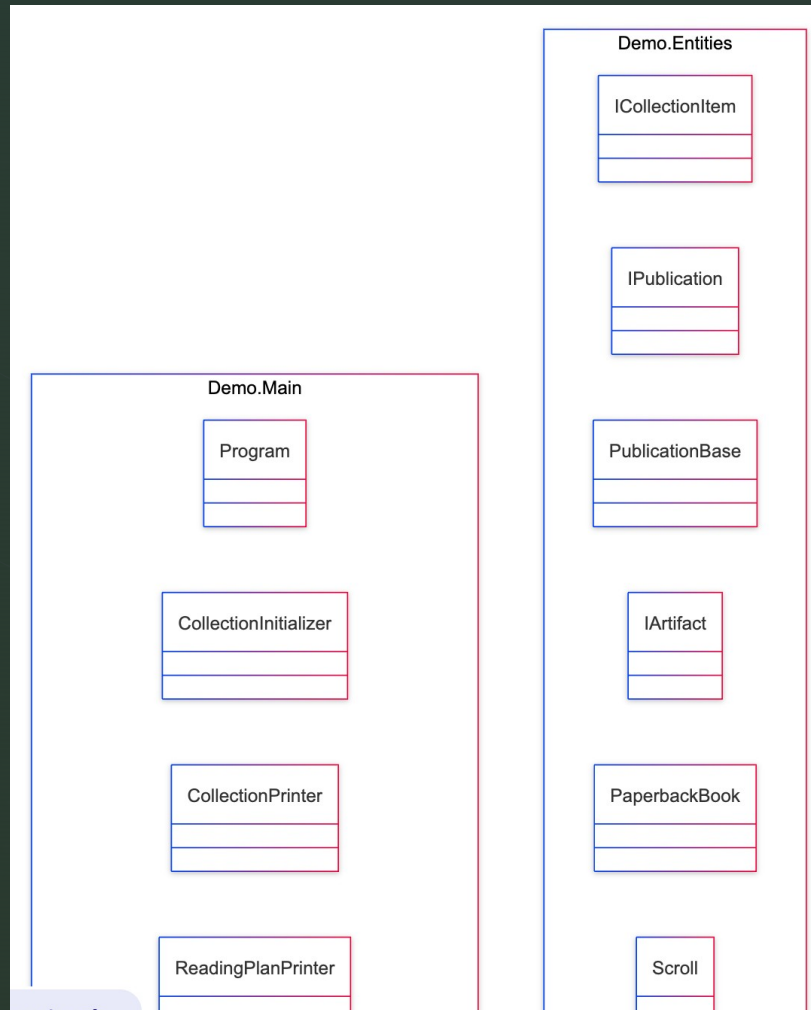 Demo.Entities
ICollectionItem
IPublication
PublicationBase
IArtifact
PaperbackBook
Scroll
Demo.Main
Program
CollectionInitializer
CollectionPrinter
ReadingPlanPrinter